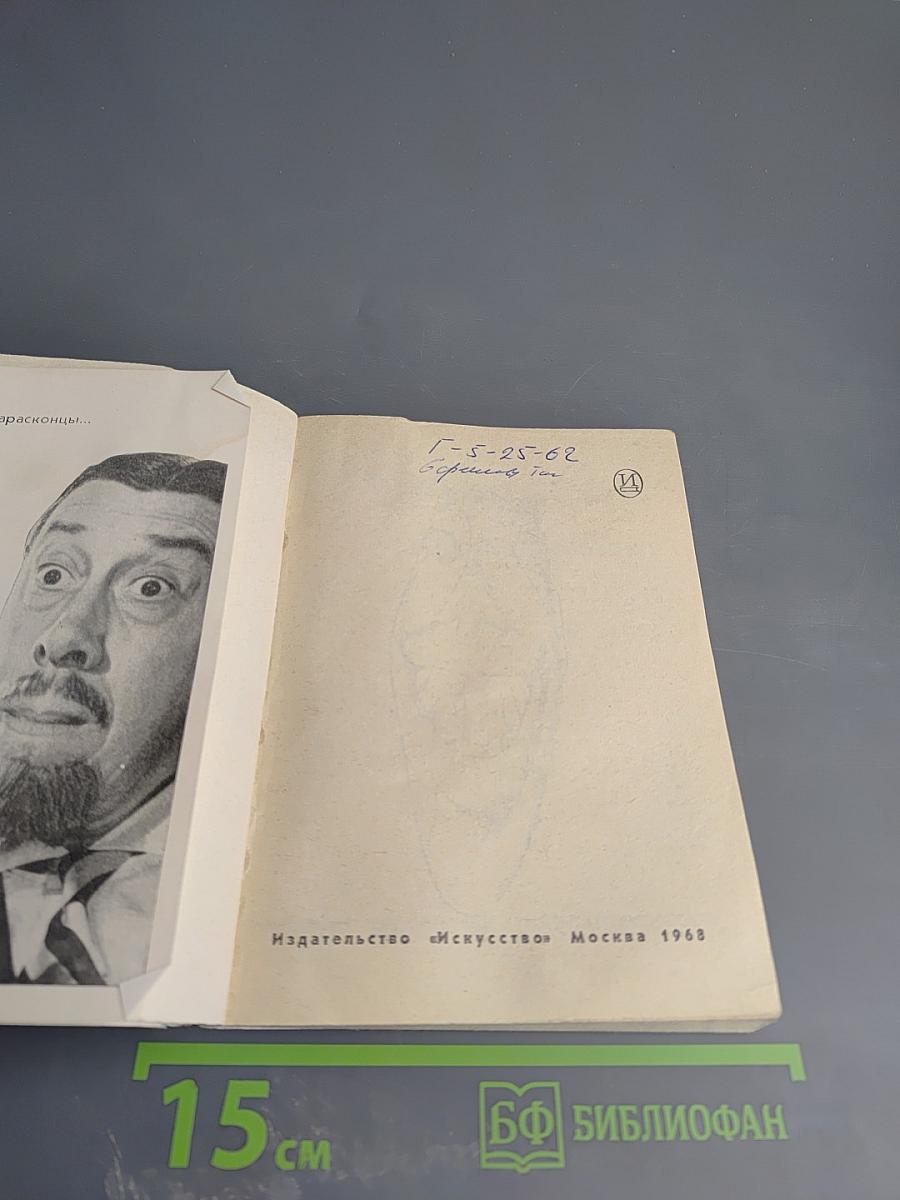 арасконцы...
Г-5-25-62
И
Издательство «Искусство» Москва 1968
15 см
БФ БИБЛИОФАН